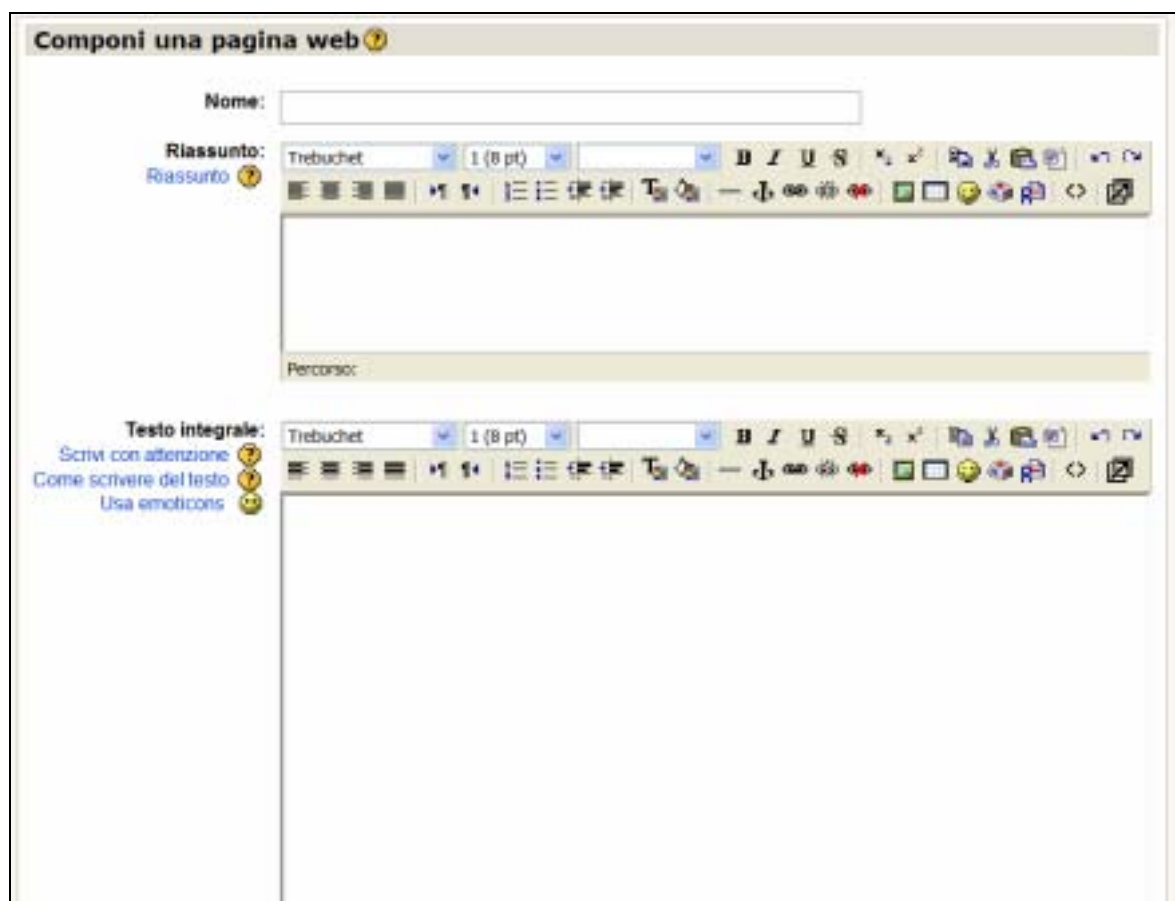 Componi una pagina web
Nome:
Riassunto:
Riassunto
Trebuchet 1 (8 pt) B I U S
Percorso:
Testo integrale:
Scrivi con attenzione
Come scrivere del testo
Usa emoticons
Trebuchet 1 (8 pt) B I U S